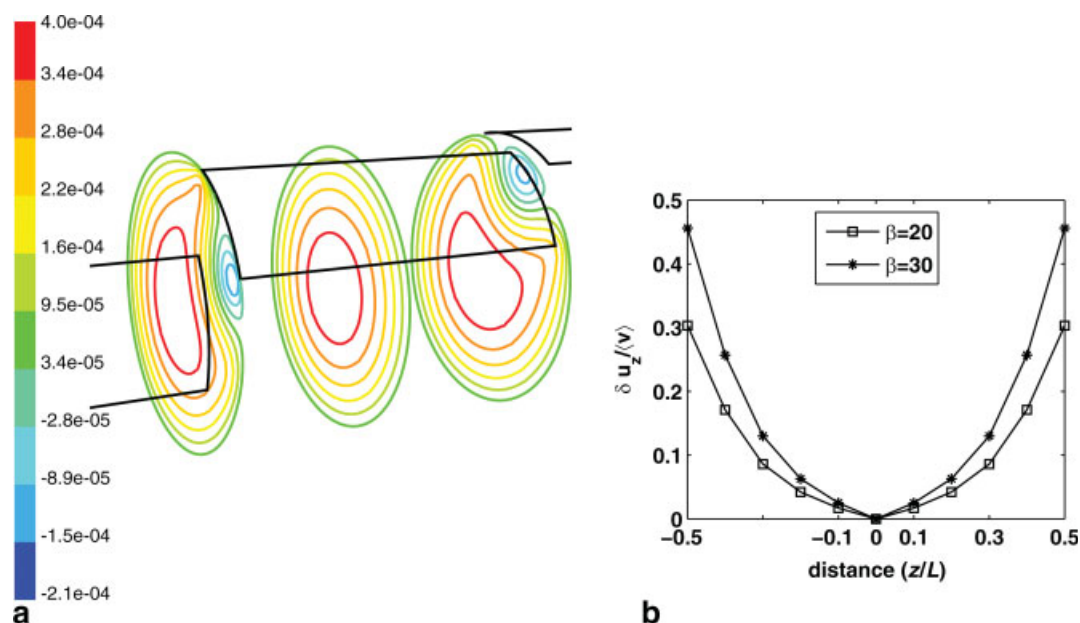 4.0e-04
3.4e-04
2.8e-04
2.2e-04
1.6e-04
9.5e-05
3.4e-05
-2.8e-05
-8.9e-05
-1.5e-04
-2.1e-04
a
δ u_z/⟨v⟩
0.5
0.4
0.3
0.2
0.1
0
β=20
β=30
−0.5 −0.1 0 0.1 0.3 0.5
distance (z/L)
b